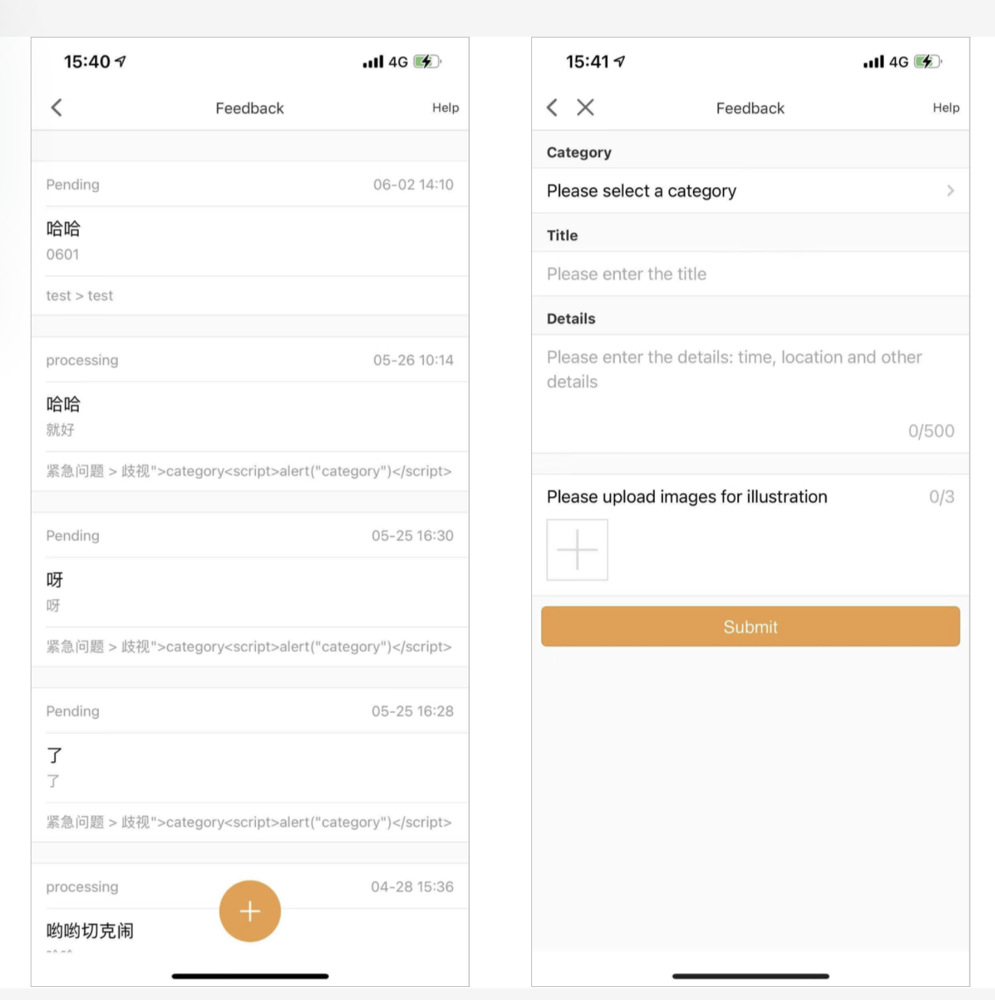 15:40
4G
Feedback
Help
Pending
06-02 14:10
哈哈
0601
test > test
processing
05-26 10:14
哈哈
就好
紧急问题 > 歧视">category<script>alert("category")</script>
Pending
05-25 16:30
呀
呀
紧急问题 > 歧视">category<script>alert("category")</script>
Pending
05-25 16:28
了
了
紧急问题 > 歧视">category<script>alert("category")</script>
processing
04-28 15:36
哟哟切克闹
15:41
4G
Feedback
Help
Category
Please select a category
Title
Please enter the title
Details
Please enter the details: time, location and other
details
0/500
Please upload images for illustration
0/3
Submit